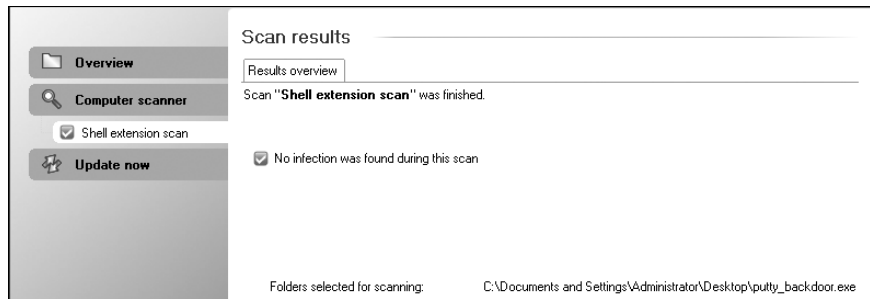 Scan results
Overview
Results overview
Computer scanner
Scan "Shell extension scan" was finished.
Shell extension scan
No infection was found during this scan
Update now
Folders selected for scanning: C:\Documents and Settings\Administrator\Desktop\putty_backdoor.exe